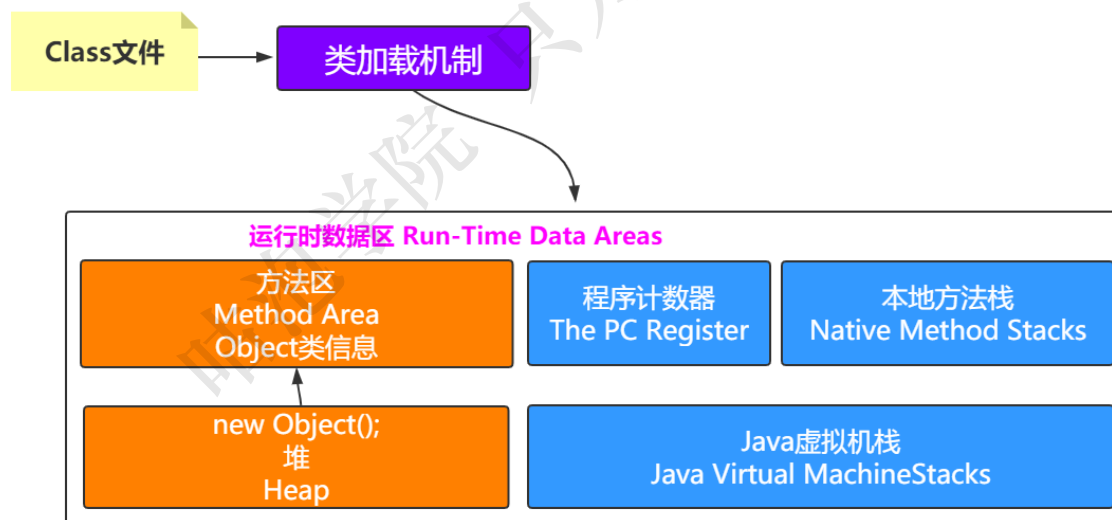 Class文件
类加载机制
运行时数据区 Run-Time Data Areas
方法区
Method Area
Object类信息
程序计数器
The PC Register
本地方法栈
Native Method Stacks
new Object();
堆
Heap
Java虚拟机栈
Java Virtual MachineStacks
学院